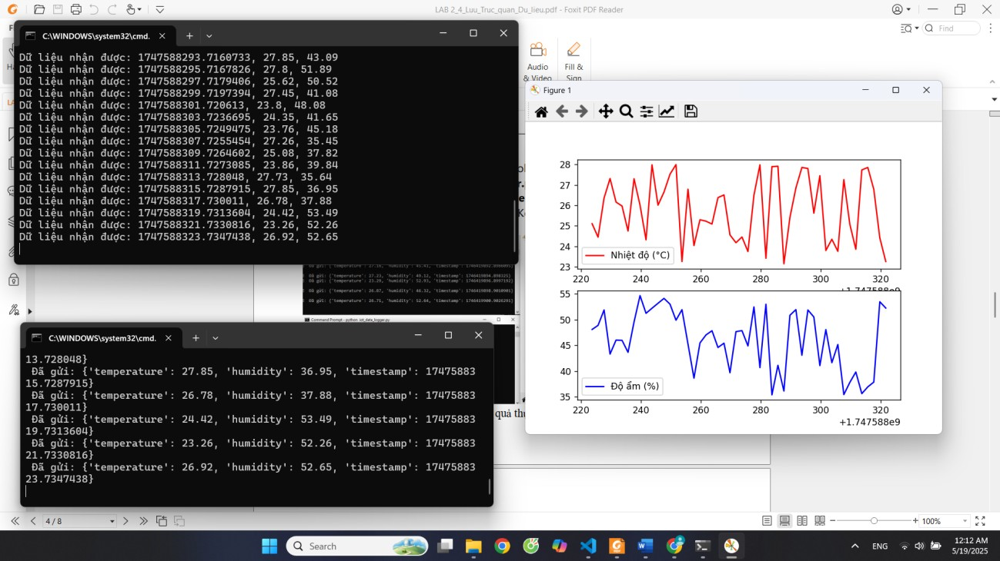 LAB 2_4_Luu_Truc_quan_Du_lieu.pdf - Foxit PDF Reader
Find
C:\WINDOWS\system32\cmd.
Dữ liệu nhận được: 1747588293.7160733, 27.85, 43.09
Dữ liệu nhận được: 1747588295.7167826, 27.8, 51.89
Dữ liệu nhận được: 1747588297.7179406, 25.62, 50.52
Dữ liệu nhận được: 1747588299.7197394, 27.45, 41.08
Dữ liệu nhận được: 1747588301.720613, 23.8, 48.08
Dữ liệu nhận được: 1747588303.7236695, 24.35, 41.65
Dữ liệu nhận được: 1747588305.7249475, 23.76, 45.18
Dữ liệu nhận được: 1747588307.7255454, 27.26, 35.45
Dữ liệu nhận được: 1747588309.7264602, 25.08, 37.82
Dữ liệu nhận được: 1747588311.7273085, 23.86, 39.84
Dữ liệu nhận được: 1747588313.728048, 27.73, 35.64
Dữ liệu nhận được: 1747588315.7287915, 27.85, 36.95
Dữ liệu nhận được: 1747588317.730011, 26.78, 37.88
Dữ liệu nhận được: 1747588319.7313604, 24.42, 53.49
Dữ liệu nhận được: 1747588321.7330816, 23.26, 52.26
Dữ liệu nhận được: 1747588323.7347438, 26.92, 52.65
Audio
& Video
Fill &
Sign
Figure 1
28
27
26
25
24
23
Nhiệt độ (°C)
220 240 260 280 300 320
+1.747588e9
55
50
45
40
35
Độ ẩm (%)
220 240 260 280 300 320
+1.747588e9
Command Prompt - python iot_data_logger.py
C:\WINDOWS\system32\cmd.
13.728048}
Đã gửi: {'temperature': 27.85, 'humidity': 36.95, 'timestamp': 17475883
15.7287915}
Đã gửi: {'temperature': 26.78, 'humidity': 37.88, 'timestamp': 17475883
17.730011}
Đã gửi: {'temperature': 24.42, 'humidity': 53.49, 'timestamp': 17475883
19.7313604}
Đã gửi: {'temperature': 23.26, 'humidity': 52.26, 'timestamp': 17475883
21.7330816}
Đã gửi: {'temperature': 26.92, 'humidity': 52.65, 'timestamp': 17475883
23.7347438}
quả
4 / 8
100%
Search
ENG
12:12 AM
5/19/2025